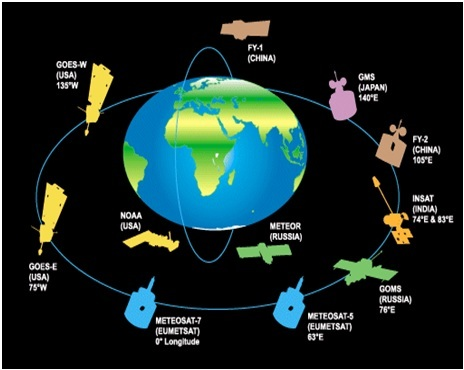 FY-1
(CHINA)
GOES-W
(USA)
135°W
GMS
(JAPAN)
140°E
FY-2
(CHINA)
105°E
INSAT
(INDIA)
74°E & 83°E
NOAA
(USA)
METEOR
(RUSSIA)
GOES-E
(USA)
75°W
GOMS
(RUSSIA)
76°E
METEOSAT-7
(EUMETSAT)
0° Longitude
METEOSAT-5
(EUMETSAT)
63°E